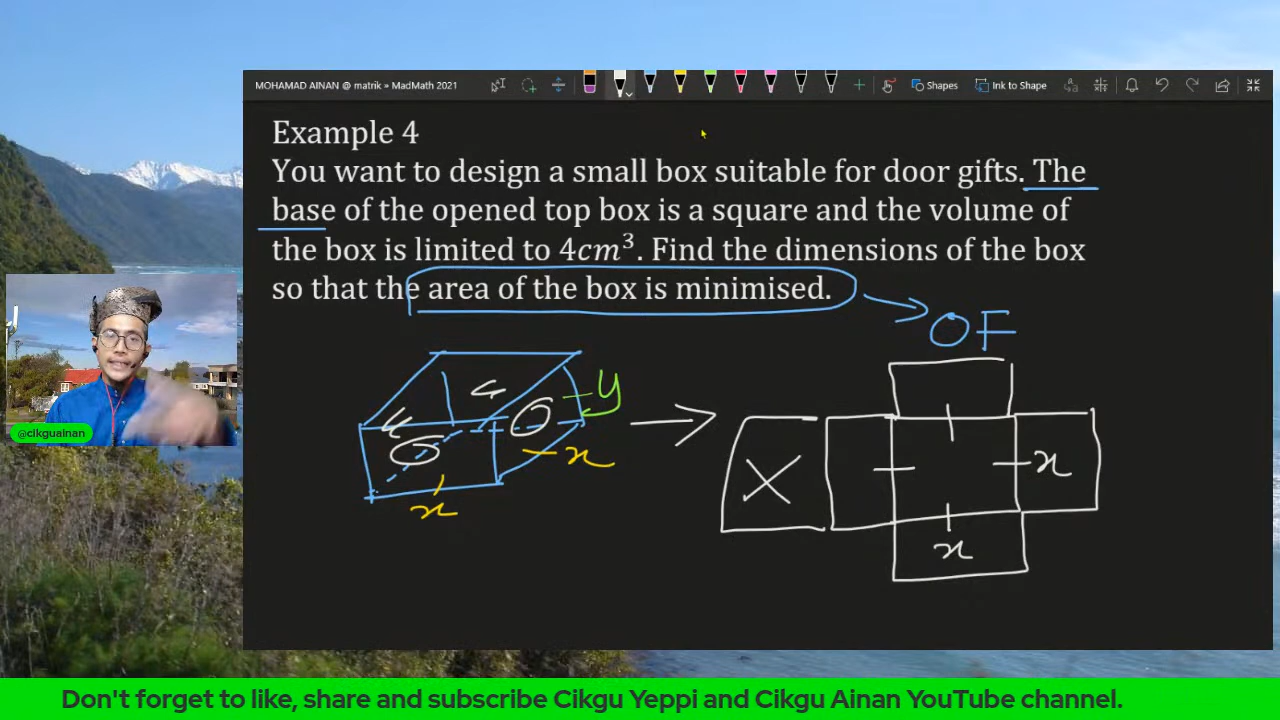 MOHAMAD AINAN @ matrik » MadMath 2021
Shapes
Ink to Shape
Example 4
You want to design a small box suitable for door gifts. The
base of the opened top box is a square and the volume of
the box is limited to 4cm³. Find the dimensions of the box
so that the area of the box is minimised.
OF
y
x
x
x
x
@cikguainan
Don't forget to like, share and subscribe Cikgu Yeppi and Cikgu Ainan YouTube channel.